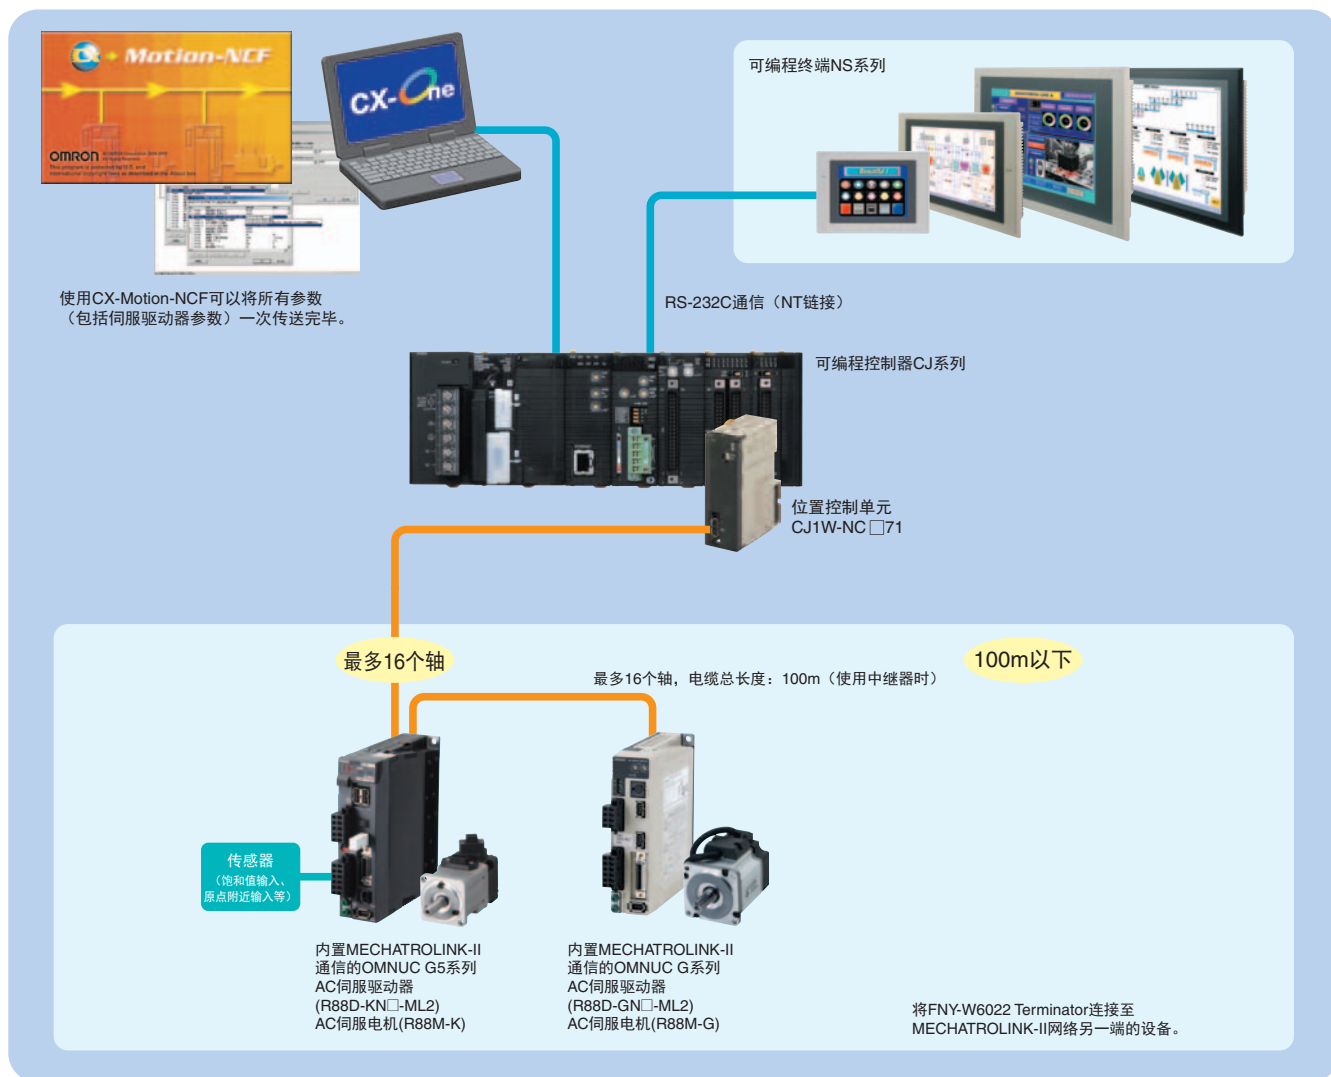 Motion-NCF
OMRON
CX-One
可编程终端NS系列
使用CX-Motion-NCF可以将所有参数
（包括伺服驱动器参数）一次传送完毕。
RS-232C通信（NT链接）
可编程控制器CJ系列
位置控制单元
CJ1W-NC□71
最多16个轴
100m以下
最多16个轴，电缆总长度：100m（使用中继器时）
传感器
（饱和值输入、
原点附近输入等）
内置MECHATROLINK-II
通信的OMNUC G5系列
AC伺服驱动器
(R88D-KN□-ML2)
AC伺服电机(R88M-K)
内置MECHATROLINK-II
通信的OMNUC G系列
AC伺服驱动器
(R88D-GN□-ML2)
AC伺服电机(R88M-G)
将FNY-W6022 Terminator连接至
MECHATROLINK-II网络另一端的设备。